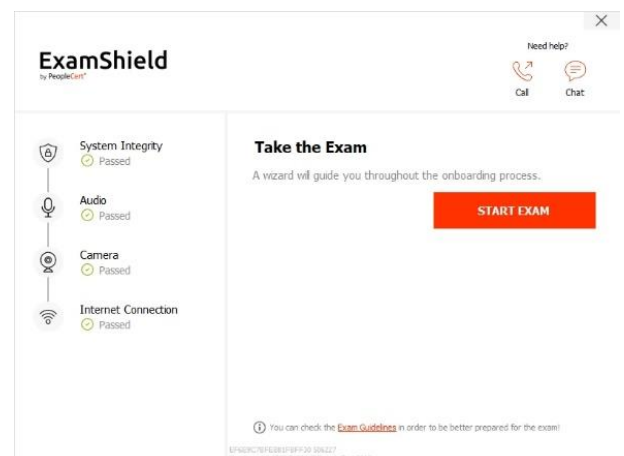 Need help?
ExamShield
by PeopleCert
Call Chat
System Integrity
Passed
Audio
Passed
Camera
Passed
Internet Connection
Passed
Take the Exam
A wizard will guide you throughout the onboarding process.
START EXAM
You can check the Exam Guidelines in order to be better prepared for the exam!